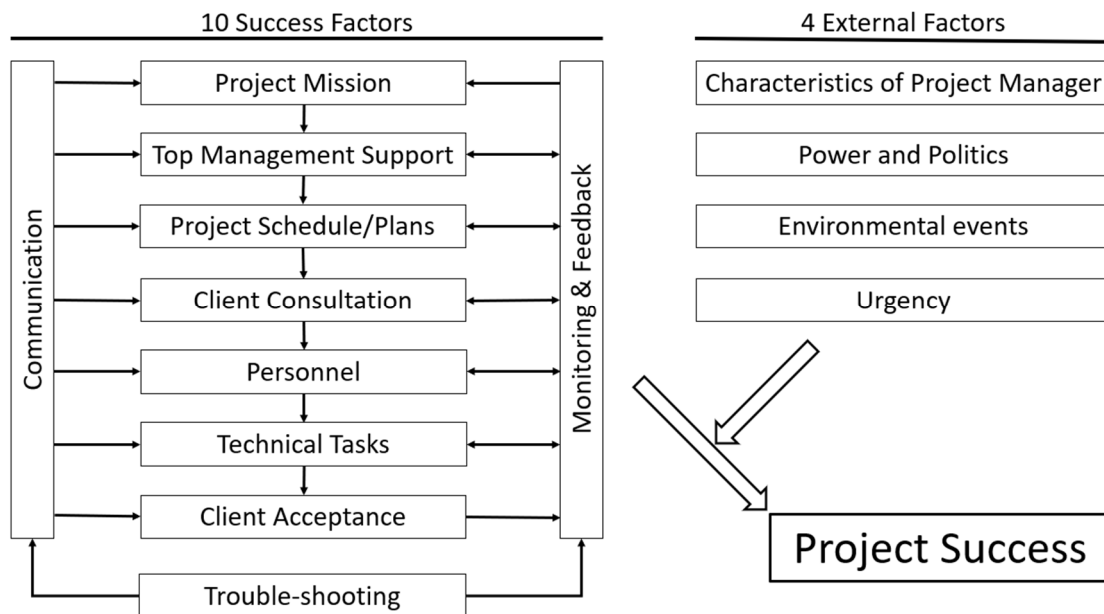 10 Success Factors
Communication
Project Mission
Top Management Support
Project Schedule/Plans
Client Consultation
Personnel
Technical Tasks
Client Acceptance
Trouble-shooting
Monitoring & Feedback
4 External Factors
Characteristics of Project Manager
Power and Politics
Environmental events
Urgency
Project Success